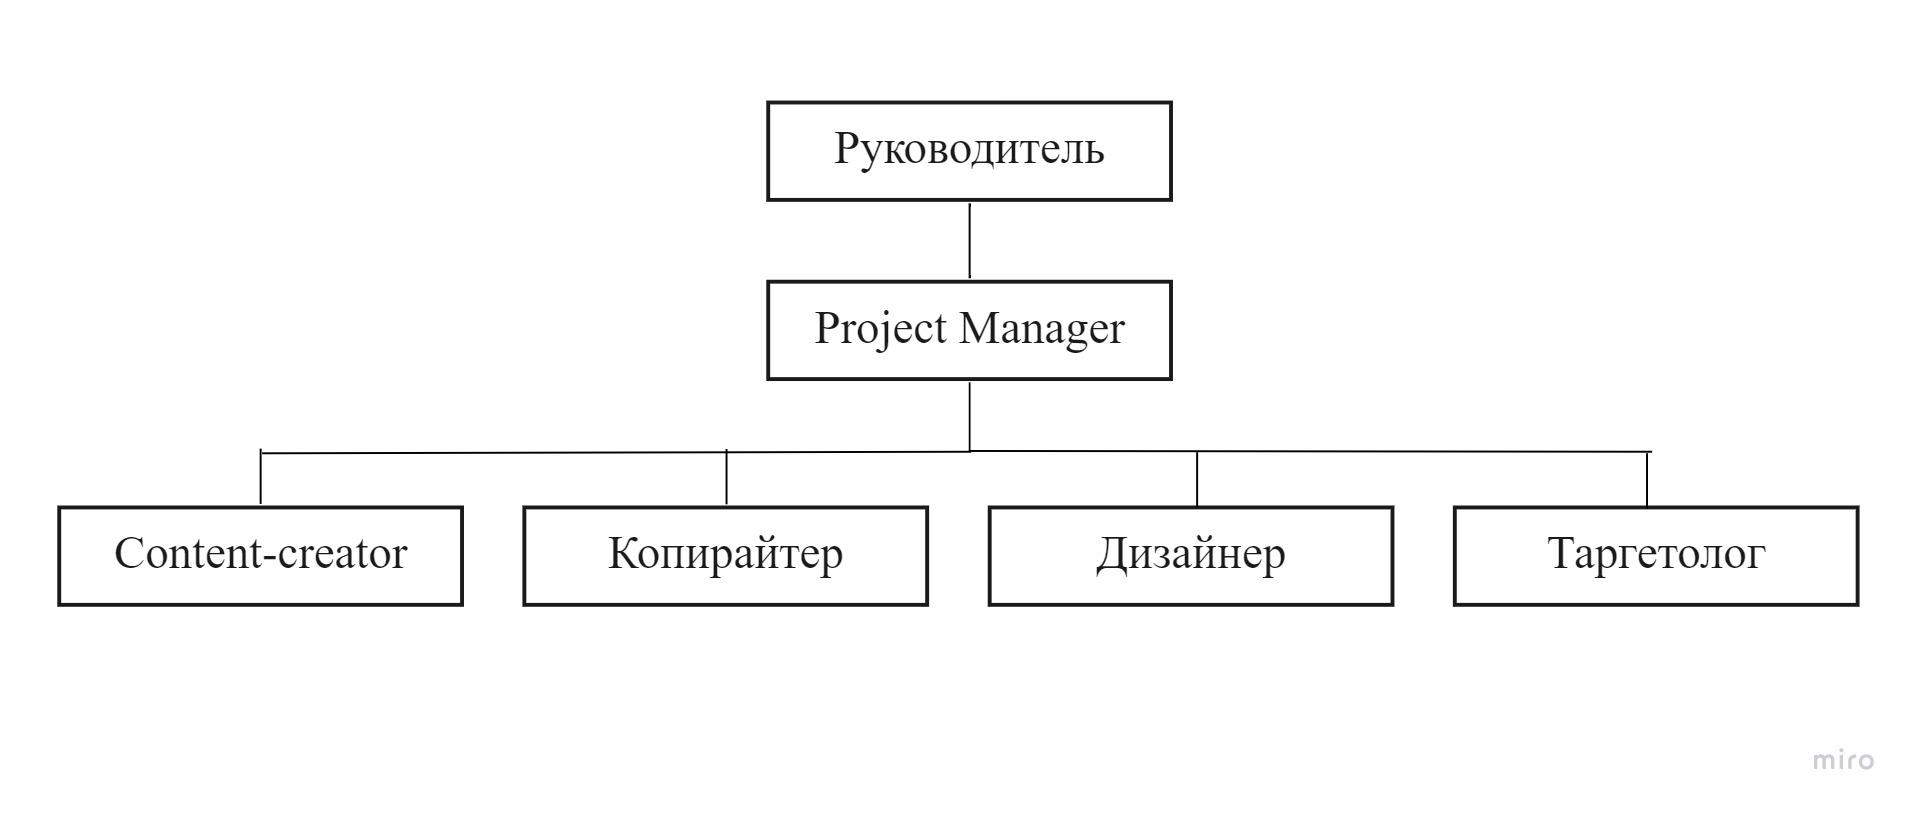 Руководитель
Project Manager
Content-creator
Копирайтер
Дизайнер
Таргетолог
miro